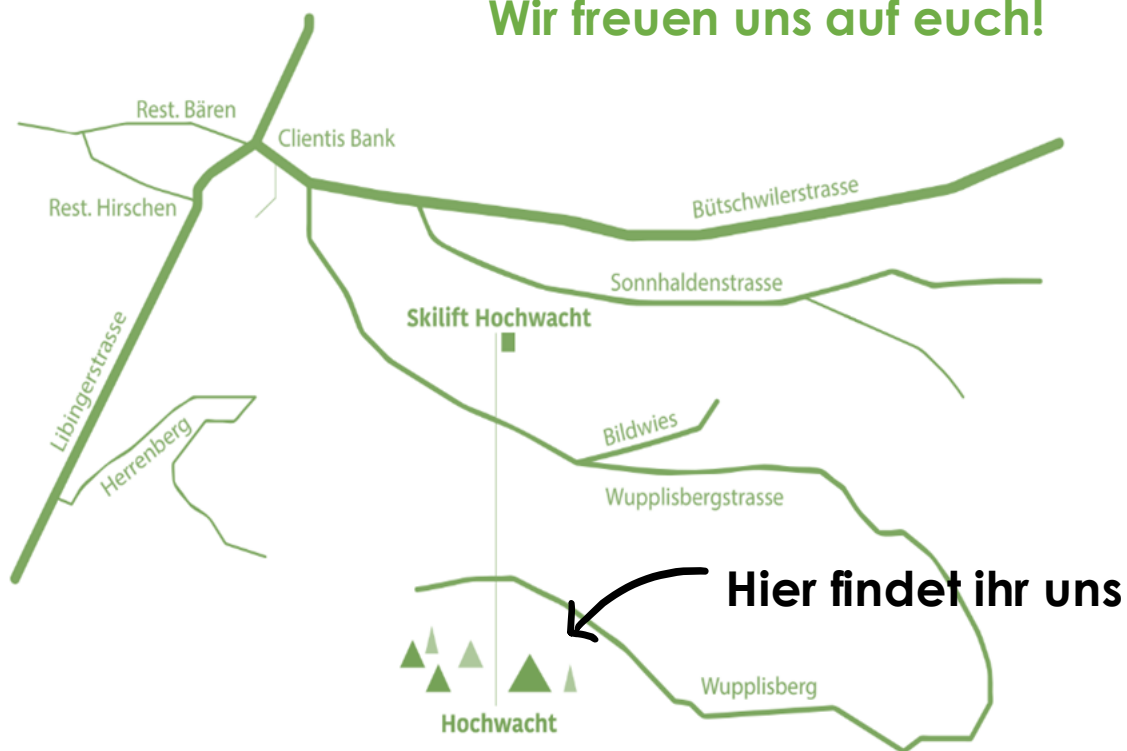 Wir freuen uns auf euch!
Rest. Bären
Clientis Bank
Rest. Hirschen
Bütschwilerstrasse
Sonnhaldenstrasse
Skilift Hochwacht
Libingerstrasse
Herrenberg
Bildwies
Wupplisbergstrasse
Hier findet ihr uns
Wupplisberg
Hochwacht